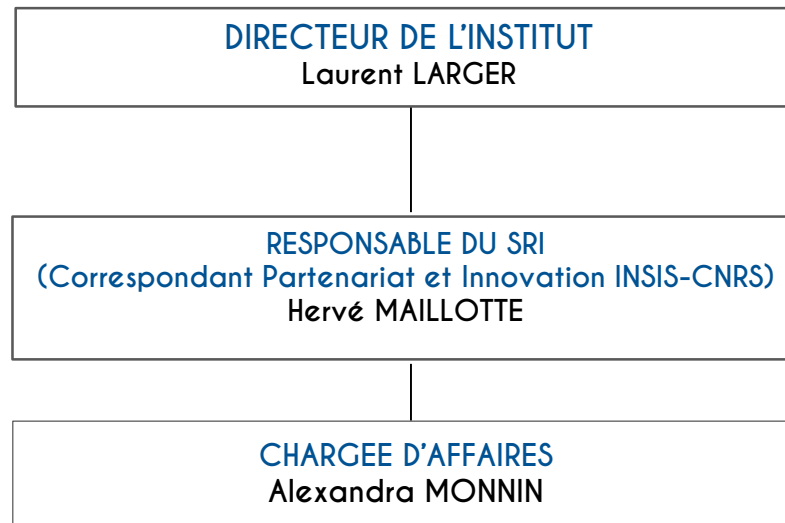 DIRECTEUR DE L'INSTITUT
Laurent LARGER
RESPONSABLE DU SRI
(Correspondant Partenariat et Innovation INSIS-CNRS)
Hervé MAILLOTTE
CHARGEE D'AFFAIRES
Alexandra MONNIN